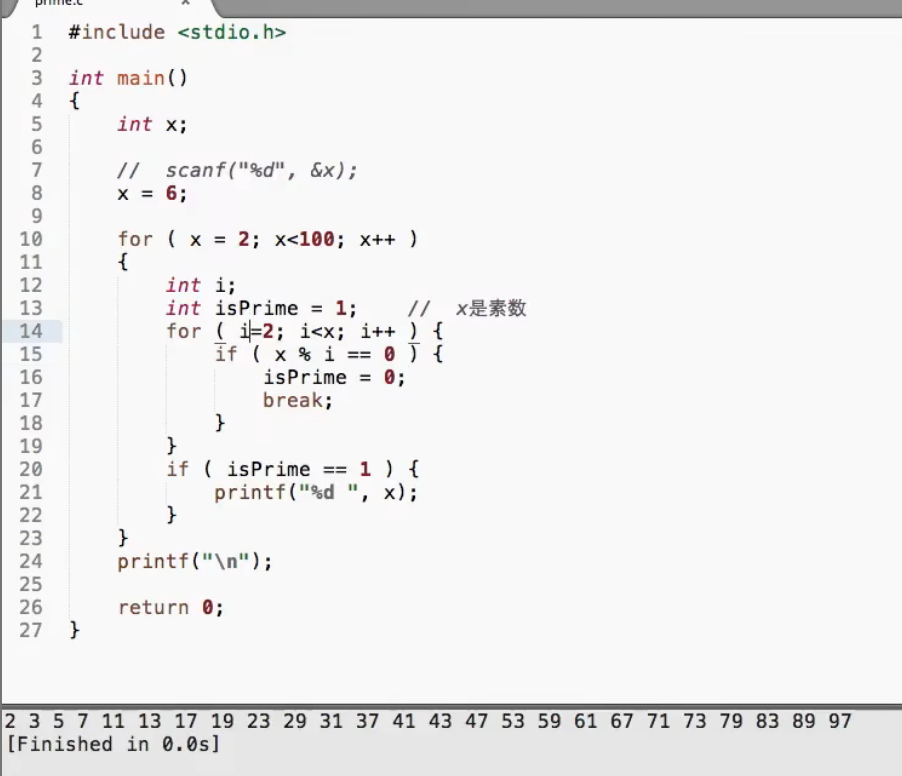 prime.c ×
1 #include <stdio.h>
2
3 int main()
4 {
5 int x;
6
7 // scanf("%d", &x);
8 x = 6;
9
10 for ( x = 2; x<100; x++ )
11 {
12 int i;
13 int isPrime = 1; // x是素数
14 for ( i=2; i<x; i++ ) {
15 if ( x % i == 0 ) {
16 isPrime = 0;
17 break;
18 }
19 }
20 if ( isPrime == 1 ) {
21 printf("%d ", x);
22 }
23 }
24 printf("\n");
25
26 return 0;
27 }
2 3 5 7 11 13 17 19 23 29 31 37 41 43 47 53 59 61 67 71 73 79 83 89 97
[Finished in 0.0s]